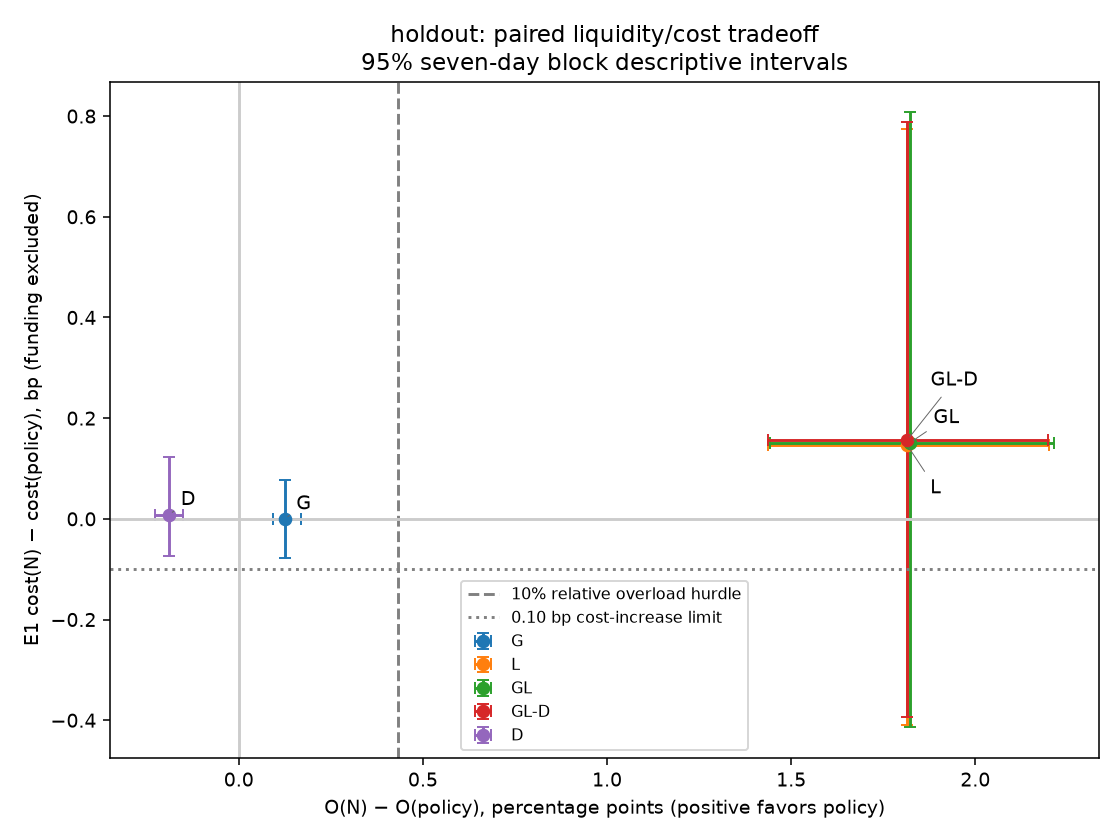 holdout: paired liquidity/cost tradeoff
95% seven-day block descriptive intervals
E1 cost(N) − cost(policy), bp (funding excluded)
0.8
0.6
0.4
0.2
0.0
−0.2
−0.4
D
G
GL-D
GL
L
10% relative overload hurdle
0.10 bp cost-increase limit
G
L
GL
GL-D
D
0.0 0.5 1.0 1.5 2.0
O(N) − O(policy), percentage points (positive favors policy)